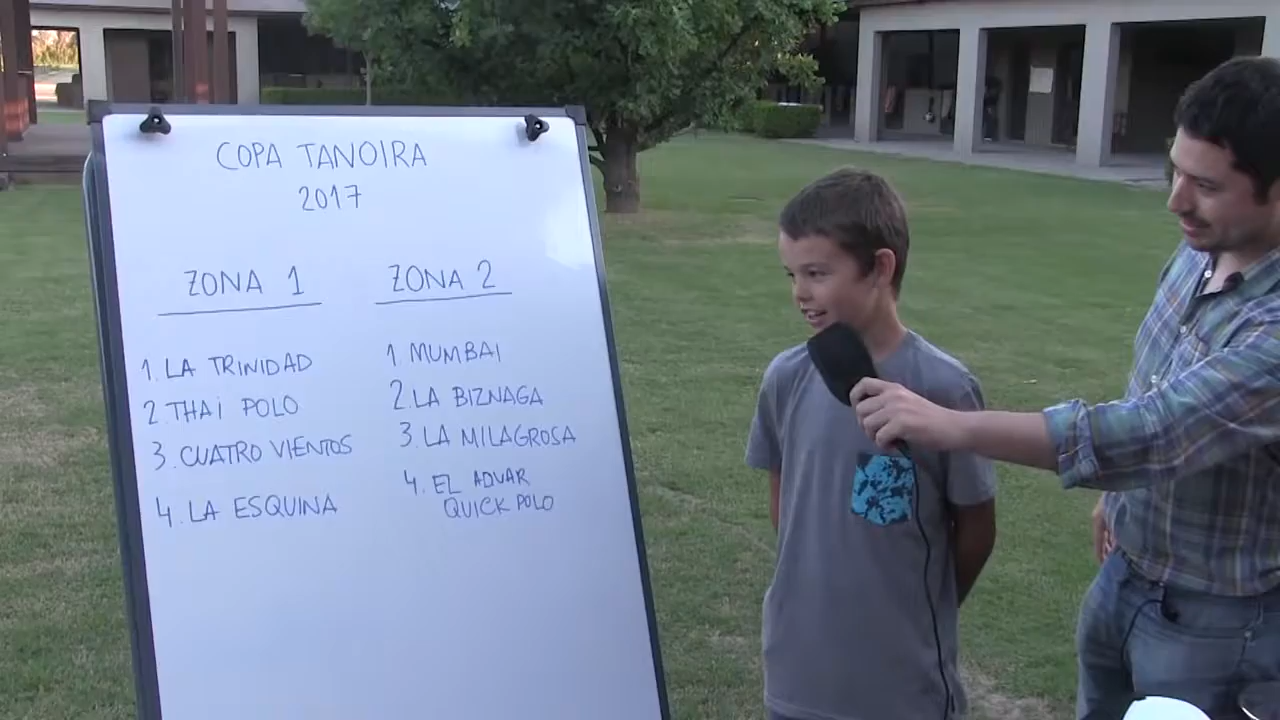 COPA TANOIRA
2017
ZONA 1
1. LA TRINIDAD
2. THAi POLO
3. CUATRO VIENTOS
4. LA ESQUINA
ZONA 2
1. MUMBAI
2. LA BIZNAGA
3. LA MILAGROSA
4. EL ADUAR
QUICK POLO